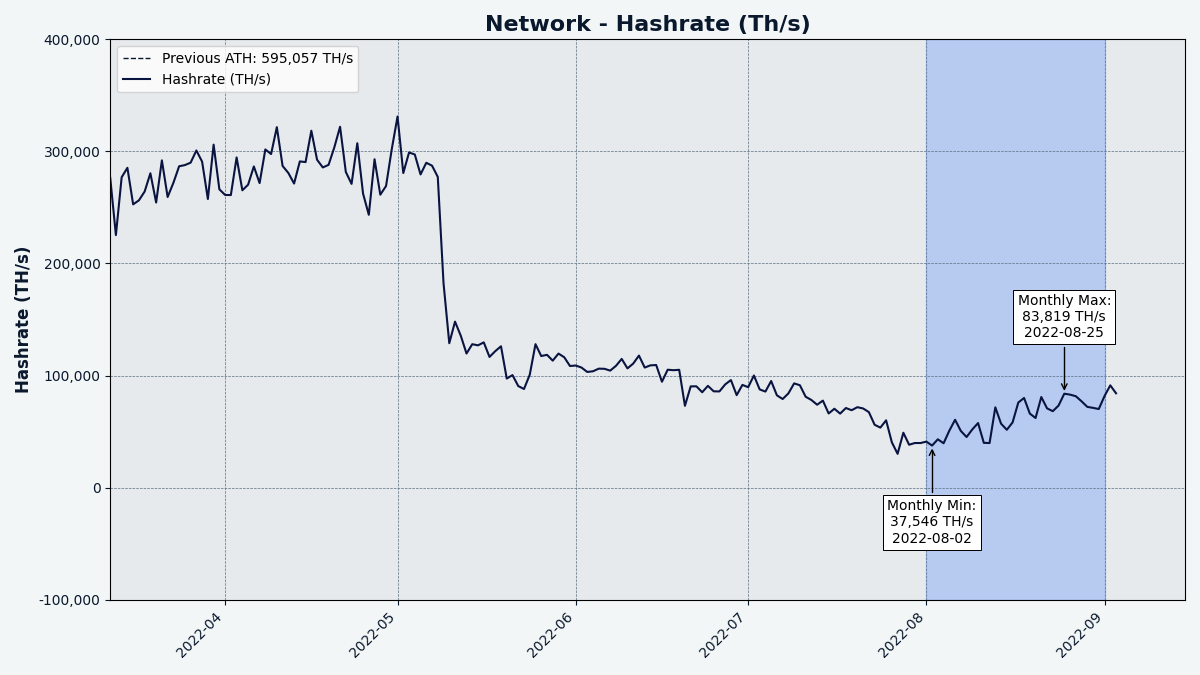 Network - Hashrate (Th/s)
Previous ATH: 595,057 TH/s
Hashrate (TH/s)
Hashrate (TH/s)
400,000
300,000
200,000
100,000
0
-100,000
Monthly Max:
83,819 TH/s
2022-08-25
Monthly Min:
37,546 TH/s
2022-08-02
2022-04
2022-05
2022-06
2022-07
2022-08
2022-09